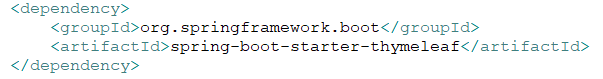 <dependency>
    <groupId>org.springframework.boot</groupId>
    <artifactId>spring-boot-starter-thymeleaf</artifactId>
</dependency>